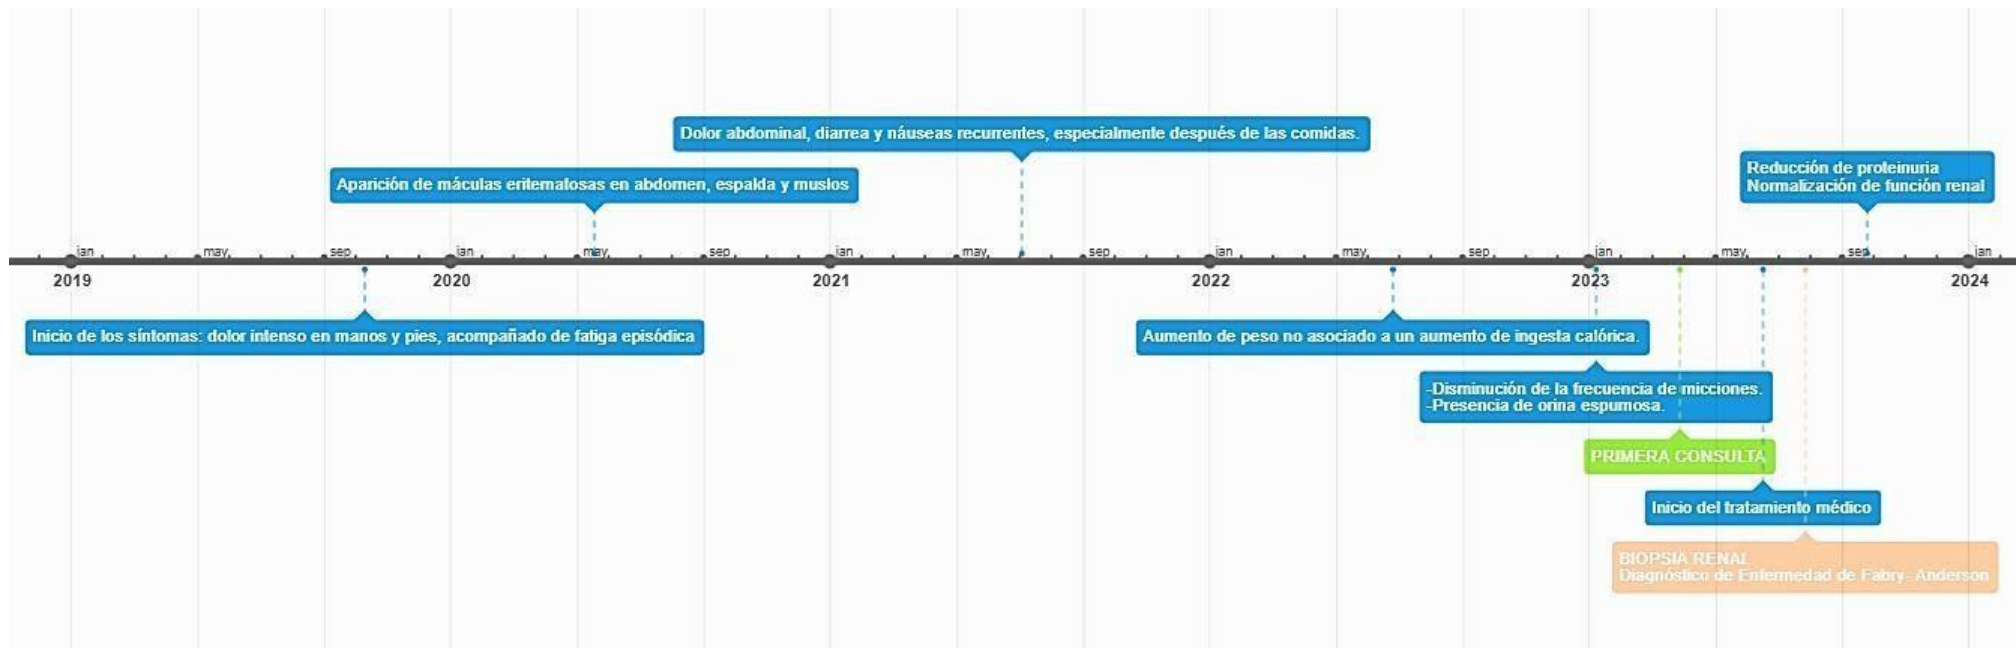 Dolor abdominal, diarrea y náuseas recurrentes, especialmente después de las comidas.
Aparición de máculas eritematosas en abdomen, espalda y muslos
Reducción de proteinuria
Normalización de función renal
jan may sep jan may sep jan may sep jan may sep jan may sep jan
2019 2020 2021 2022 2023 2024
Inicio de los síntomas: dolor intenso en manos y pies, acompañado de fatiga episódica
Aumento de peso no asociado a un aumento de ingesta calórica.
-Disminución de la frecuencia de micciones.
-Presencia de orina espumosa.
PRIMERA CONSULTA
Inicio del tratamiento médico
BIOPSIA RENAL
Diagnóstico de Enfermedad de Fabry- Anderson